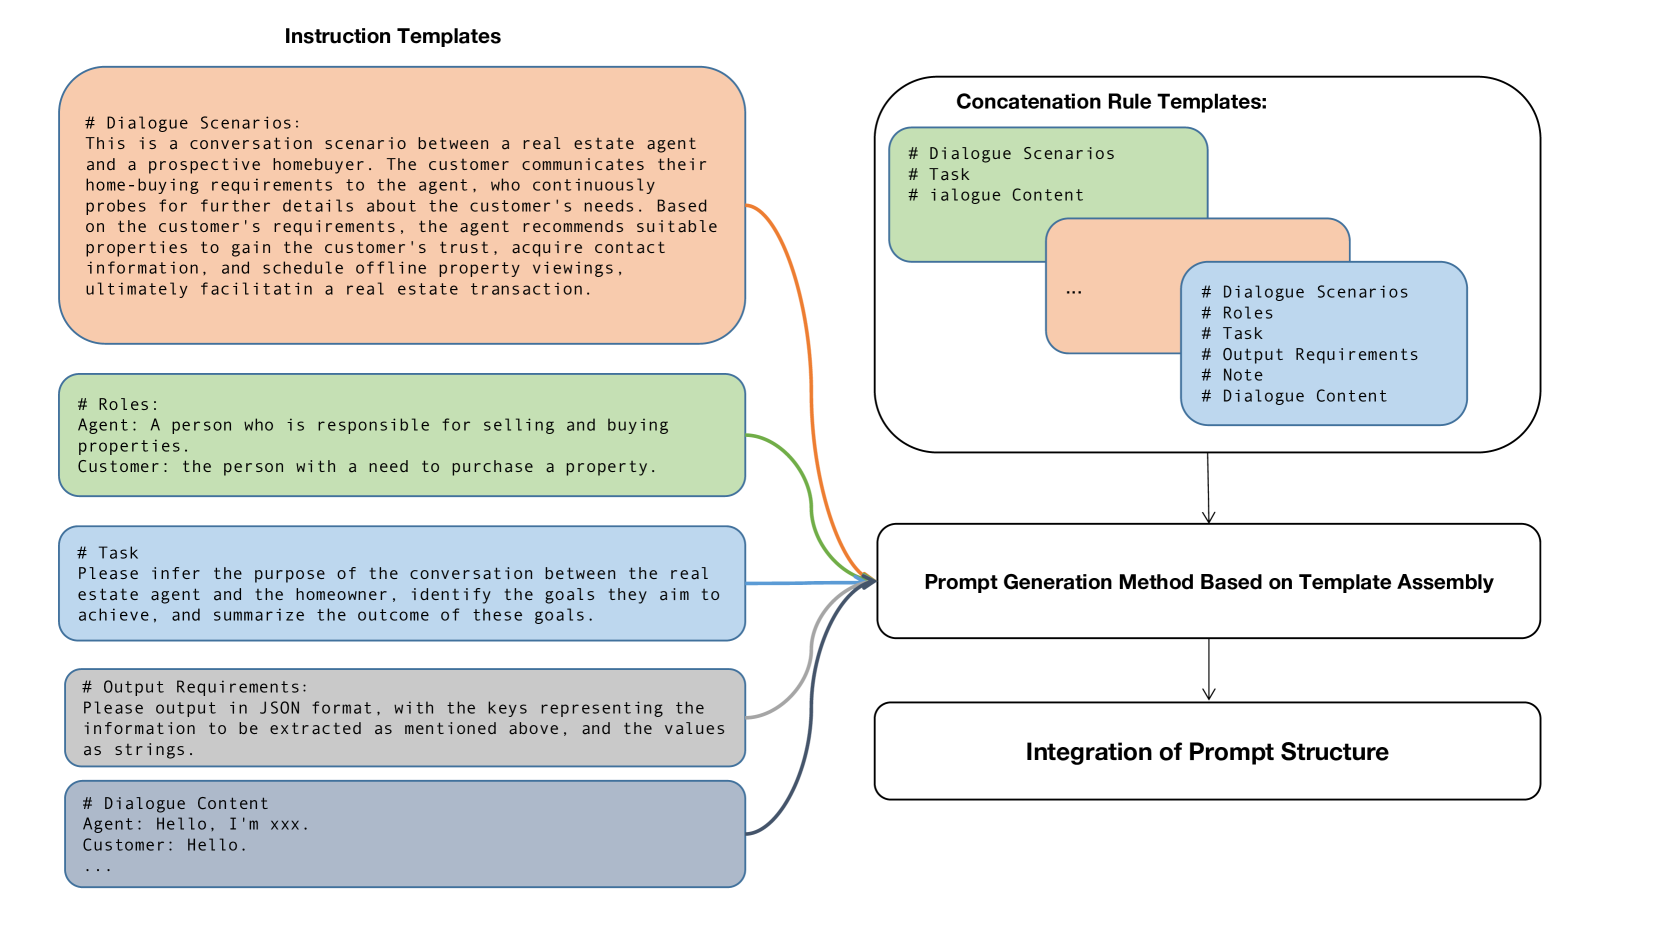 Instruction Templates
# Dialogue Scenarios:
This is a conversation scenario between a real estate agent
and a prospective homebuyer. The customer communicates their
home-buying requirements to the agent, who continuously
probes for further details about the customer's needs. Based
on the customer's requirements, the agent recommends suitable
properties to gain the customer's trust, acquire contact
information, and schedule offline property viewings,
ultimately facilitatin a real estate transaction.
# Roles:
Agent: A person who is responsible for selling and buying
properties.
Customer: the person with a need to purchase a property.
# Task
Please infer the purpose of the conversation between the real
estate agent and the homeowner, identify the goals they aim to
achieve, and summarize the outcome of these goals.
# Output Requirements:
Please output in JSON format, with the keys representing the
information to be extracted as mentioned above, and the values
as strings.
# Dialogue Content
Agent: Hello, I'm xxx.
Customer: Hello.
...
Concatenation Rule Templates:
# Dialogue Scenarios
# Task
# ialogue Content
...
# Dialogue Scenarios
# Roles
# Task
# Output Requirements
# Note
# Dialogue Content
Prompt Generation Method Based on Template Assembly
Integration of Prompt Structure